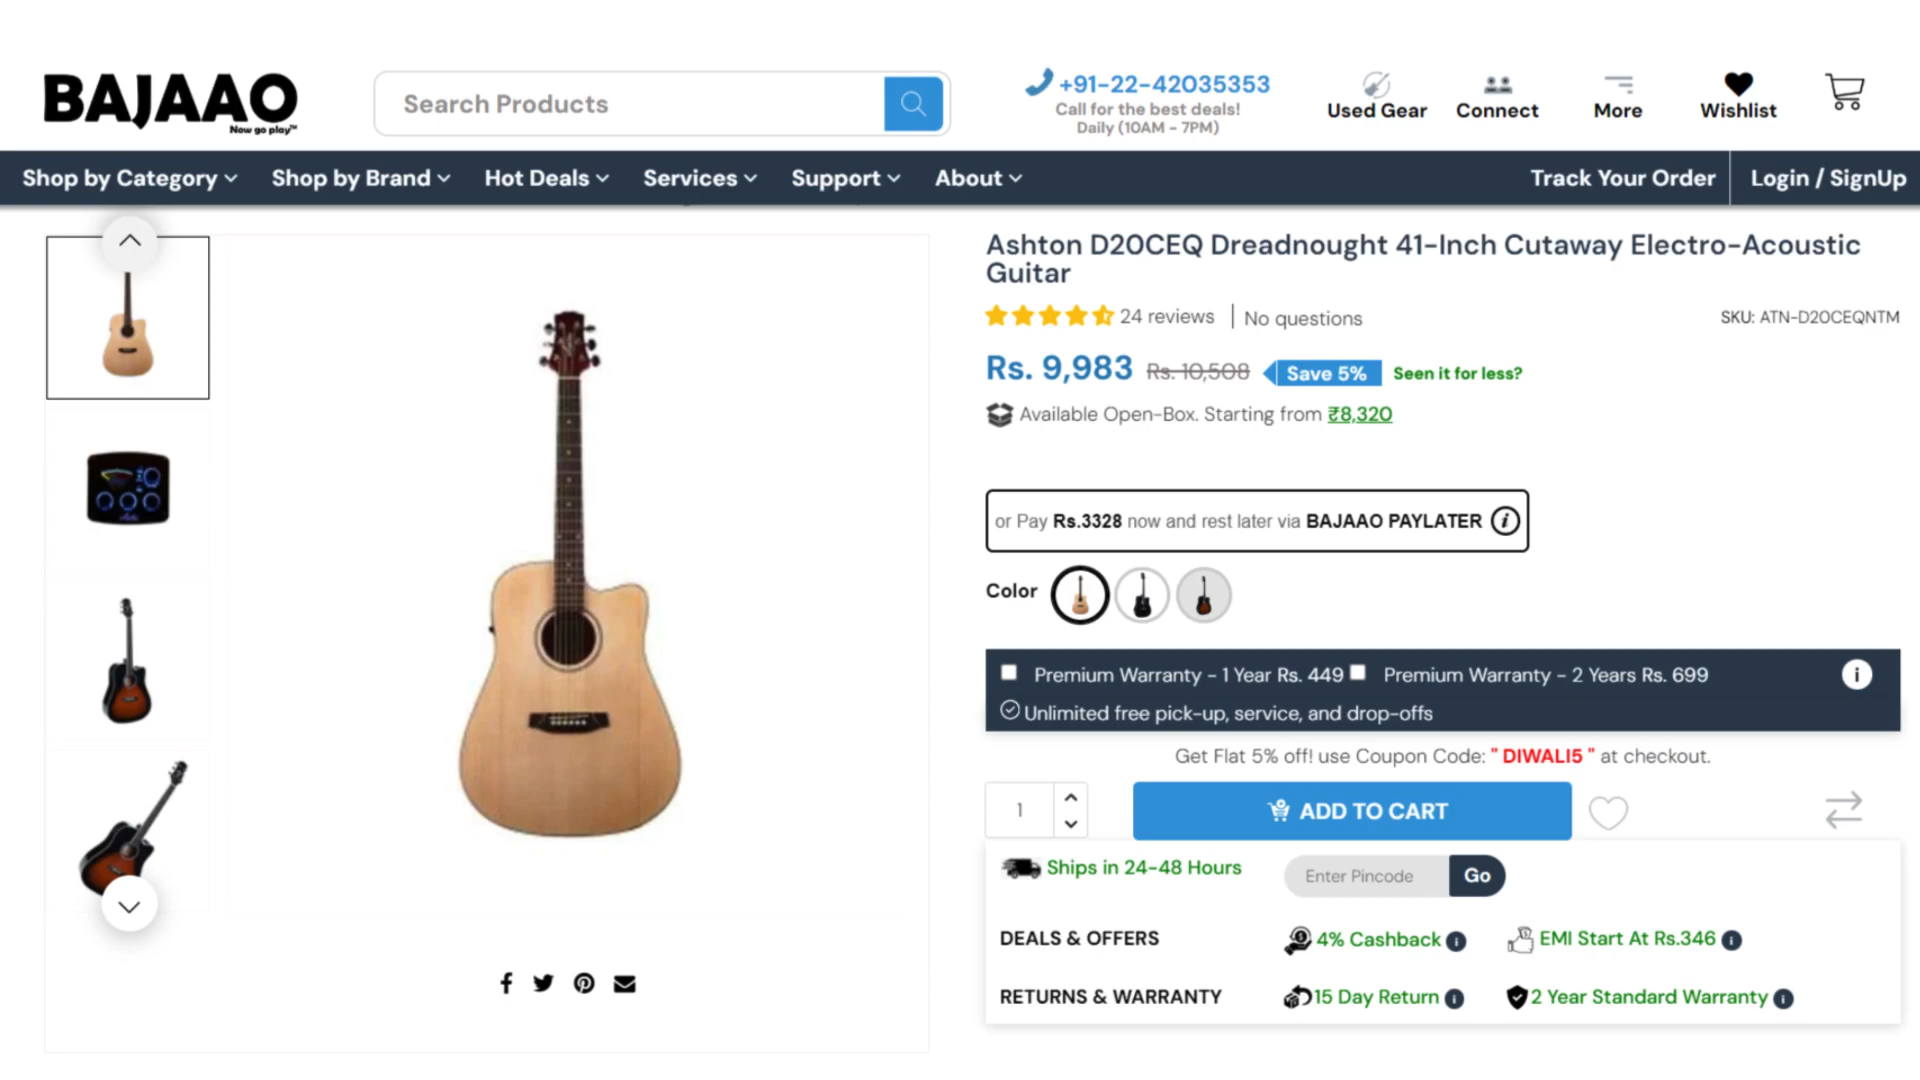 BAJAAO
Now go play™
Search Products
+91-22-42035353
Call for the best deals!
Daily (10AM - 7PM)
Used Gear
Connect
More
Wishlist
Shop by Category
Shop by Brand
Hot Deals
Services
Support
About
Track Your Order
Login / SignUp
Ashton D20CEQ Dreadnought 41-Inch Cutaway Electro-Acoustic
Guitar
24 reviews
No questions
SKU: ATN-D20CEQNTM
Rs. 9,983 Rs. 10,508 Save 5% Seen it for less?
Available Open-Box. Starting from ₹8,320
or Pay Rs.3328 now and rest later via BAJAAO PAYLATER i
Color
Premium Warranty - 1 Year Rs. 449 Premium Warranty - 2 Years Rs. 699 i
Unlimited free pick-up, service, and drop-offs
Get Flat 5% off! use Coupon Code: " DIWALI5 " at checkout.
1
ADD TO CART
Ships in 24-48 Hours
Enter Pincode
Go
DEALS & OFFERS
4% Cashback i
EMI Start At Rs.346 i
RETURNS & WARRANTY
15 Day Return i
2 Year Standard Warranty i